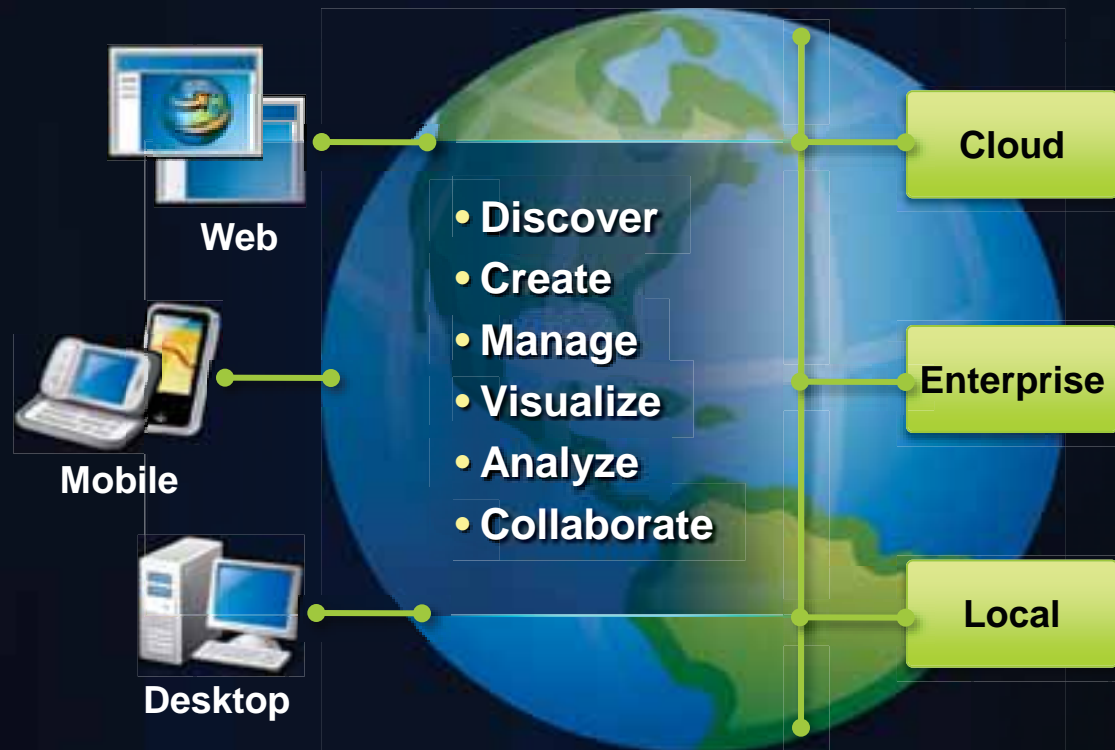 Web
Mobile
Desktop
• Discover
• Create
• Manage
• Visualize
• Analyze
• Collaborate
Cloud
Enterprise
Local